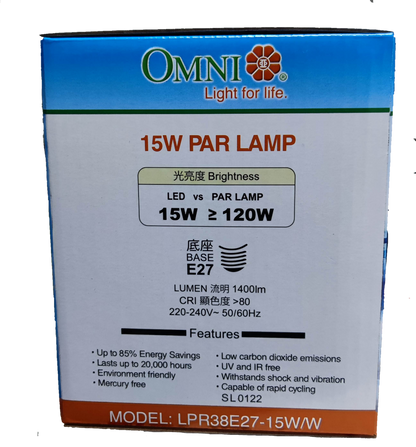 OMNI ®
Light for life.
15W PAR LAMP
光亮度 Brightness
LED vs PAR LAMP
15W ≥ 120W
底座
BASE
E27
LUMEN 流明 1400lm
CRI 顯色度 >80
220-240V~ 50/60Hz
Features
• Up to 85% Energy Savings
• Lasts up to 20,000 hours
• Environment friendly
• Mercury free
• Low carbon dioxide emissions
• UV and IR free
• Withstands shock and vibration
• Capable of rapid cycling
SL0122
MODEL: LPR38E27-15W/W